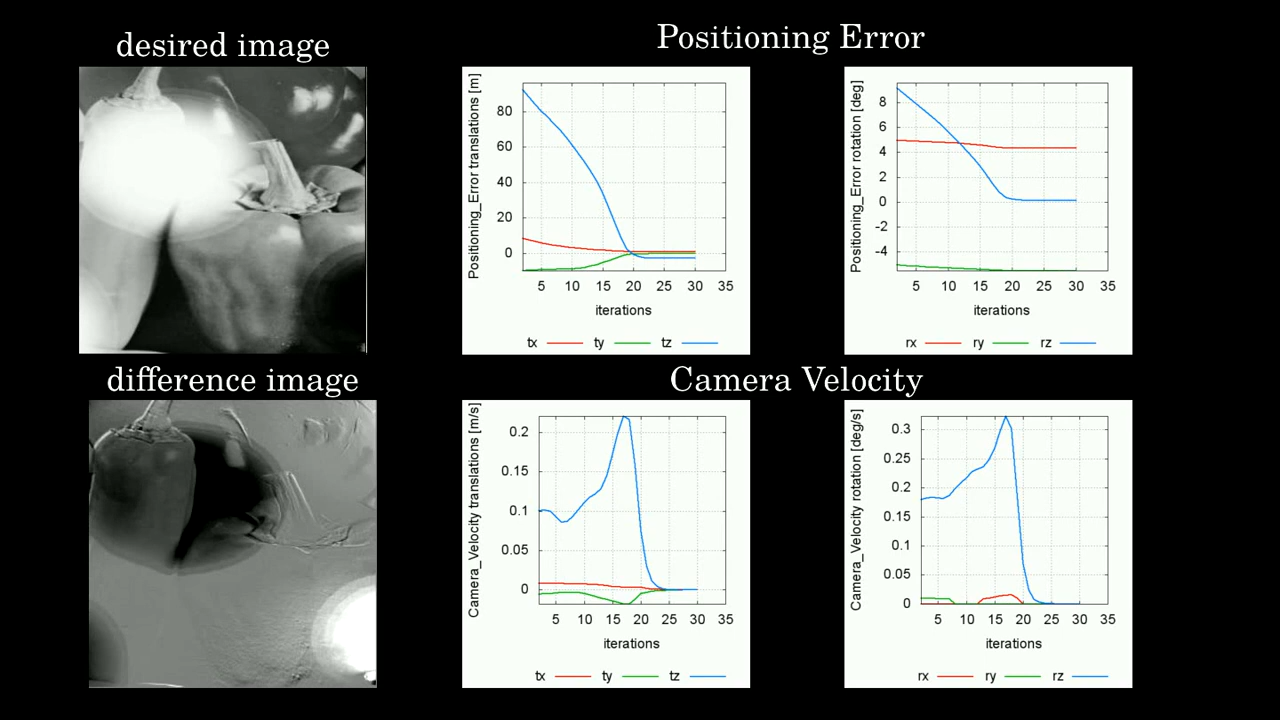 desired image
Positioning Error
Positioning_Error translations [m]
80
60
40
20
0
5 10 15 20 25 30 35
iterations
tx ty tz
Positioning_Error rotation [deg]
8
6
4
2
0
-2
-4
5 10 15 20 25 30 35
iterations
rx ry rz
difference image
Camera Velocity
Camera_Velocity translations [m/s]
0.2
0.15
0.1
0.05
0
5 10 15 20 25 30 35
iterations
tx ty tz
Camera_Velocity rotation [deg/s]
0.3
0.25
0.2
0.15
0.1
0.05
0
5 10 15 20 25 30 35
iterations
rx ry rz